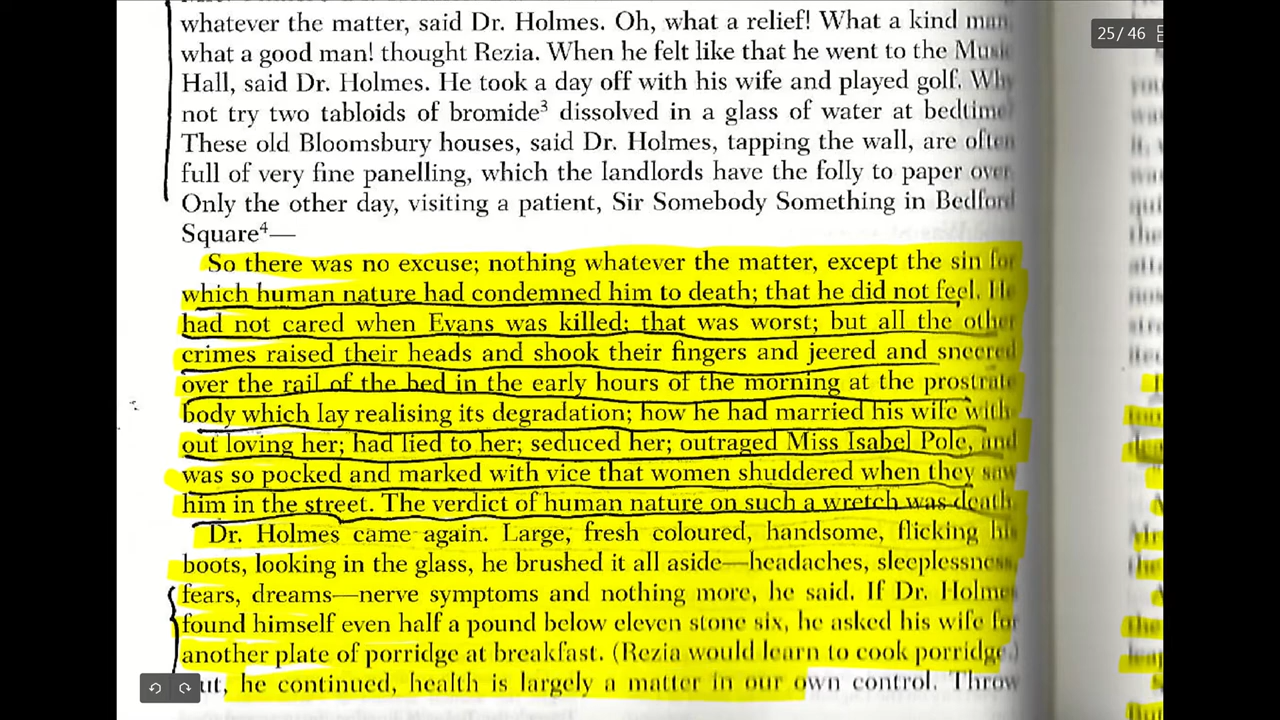 whatever the matter, said Dr. Holmes. Oh, what a relief! What a kind man,
what a good man! thought Rezia. When he felt like that he went to the Music
Hall, said Dr. Holmes. He took a day off with his wife and played golf. Why
not try two tabloids of bromide³ dissolved in a glass of water at bedtime?
These old Bloomsbury houses, said Dr. Holmes, tapping the wall, are often
full of very fine panelling, which the landlords have the folly to paper over.
Only the other day, visiting a patient, Sir Somebody Something in Bedford
Square⁴—
So there was no excuse; nothing whatever the matter, except the sin for
which human nature had condemned him to death; that he did not feel. He
had not cared when Evans was killed; that was worst; but all the other
crimes raised their heads and shook their fingers and jeered and sneered
over the rail of the bed in the early hours of the morning at the prostrate
body which lay realising its degradation; how he had married his wife with-
out loving her; had lied to her; seduced her; outraged Miss Isabel Pole, and
was so pocked and marked with vice that women shuddered when they saw
him in the street. The verdict of human nature on such a wretch was death.
Dr. Holmes came again. Large, fresh coloured, handsome, flicking his
boots, looking in the glass, he brushed it all aside—headaches, sleeplessness,
fears, dreams—nerve symptoms and nothing more, he said. If Dr. Holmes
found himself even half a pound below eleven stone six, he asked his wife for
another plate of porridge at breakfast. (Rezia would learn to cook porridge.)
ut, he continued, health is largely a matter in our own control. Throw
25/46